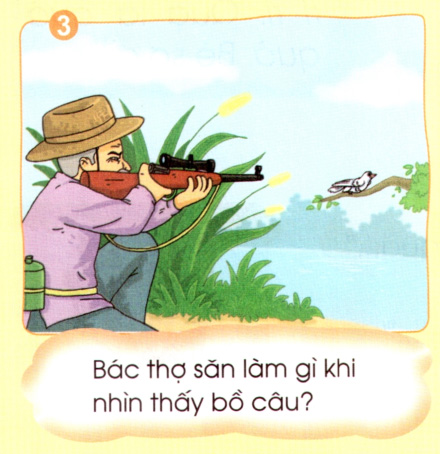 3
Bác thợ săn làm gì khi
nhìn thấy bồ câu?